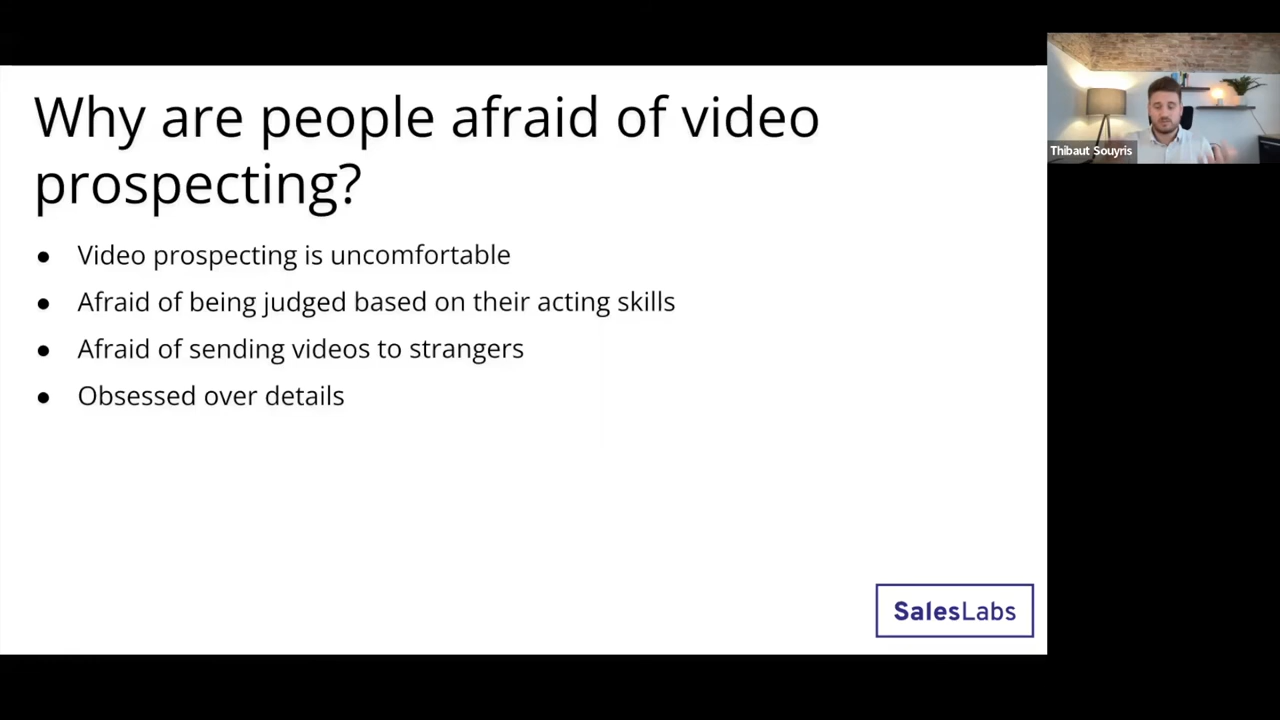 Why are people afraid of video
prospecting?
● Video prospecting is uncomfortable
● Afraid of being judged based on their acting skills
● Afraid of sending videos to strangers
● Obsessed over details
SalesLabs
Thibaut Souyris